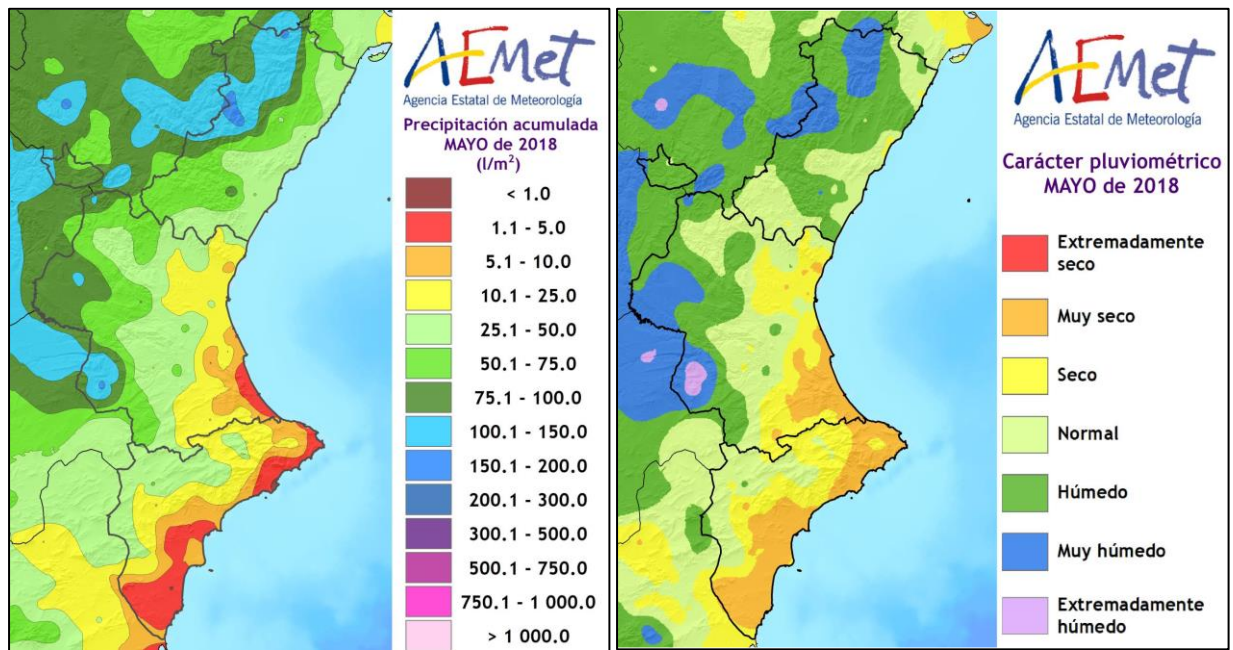 AEmet
Agencia Estatal de Meteorología
Precipitación acumulada
MAYO de 2018
(l/m²)
< 1.0
1.1 - 5.0
5.1 - 10.0
10.1 - 25.0
25.1 - 50.0
50.1 - 75.0
75.1 - 100.0
100.1 - 150.0
150.1 - 200.0
200.1 - 300.0
300.1 - 500.0
500.1 - 750.0
750.1 - 1 000.0
> 1 000.0
AEmet
Agencia Estatal de Meteorología
Carácter pluviométrico
MAYO de 2018
Extremadamente
seco
Muy seco
Seco
Normal
Húmedo
Muy húmedo
Extremadamente
húmedo